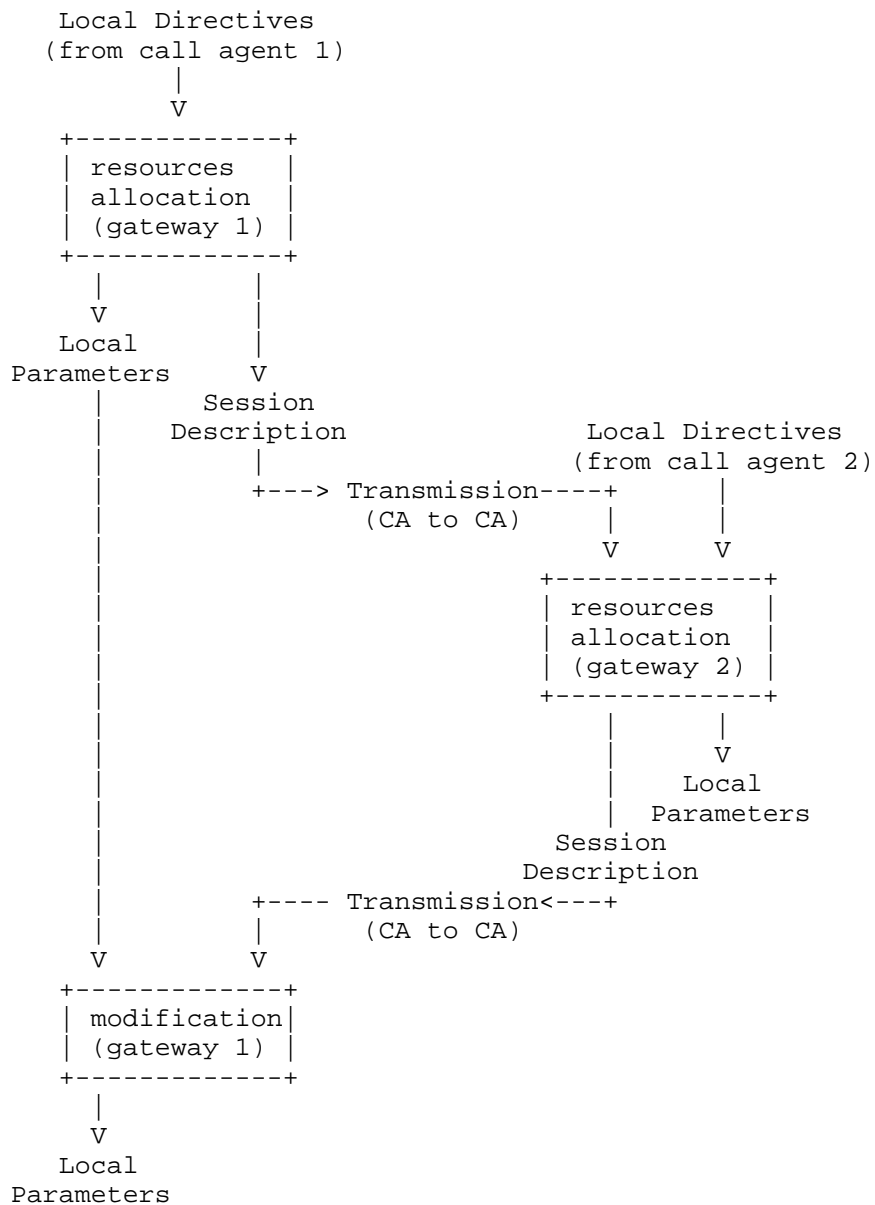 Local Directives
(from call agent 1)
|
V
+-------------+
| resources   |
| allocation  |
| (gateway 1) |
+-------------+
|         |
V         |
Local        |
Parameters     V
|      Session
|    Description               Local Directives
|         |                   (from call agent 2)
|         +---> Transmission----+      |
|                (CA to CA)     |      |
|                               V      V
|                           +-------------+
|                           | resources   |
|                           | allocation  |
|                           | (gateway 2) |
|                           +-------------+
|                               |      |
|                               |      V
|                               |    Local
|                               |  Parameters
|                            Session
|                          Description
|         +---- Transmission<---+
|         |      (CA to CA)
V         V
+-------------+
| modification|
| (gateway 1) |
+-------------+
|
V
Local
Parameters